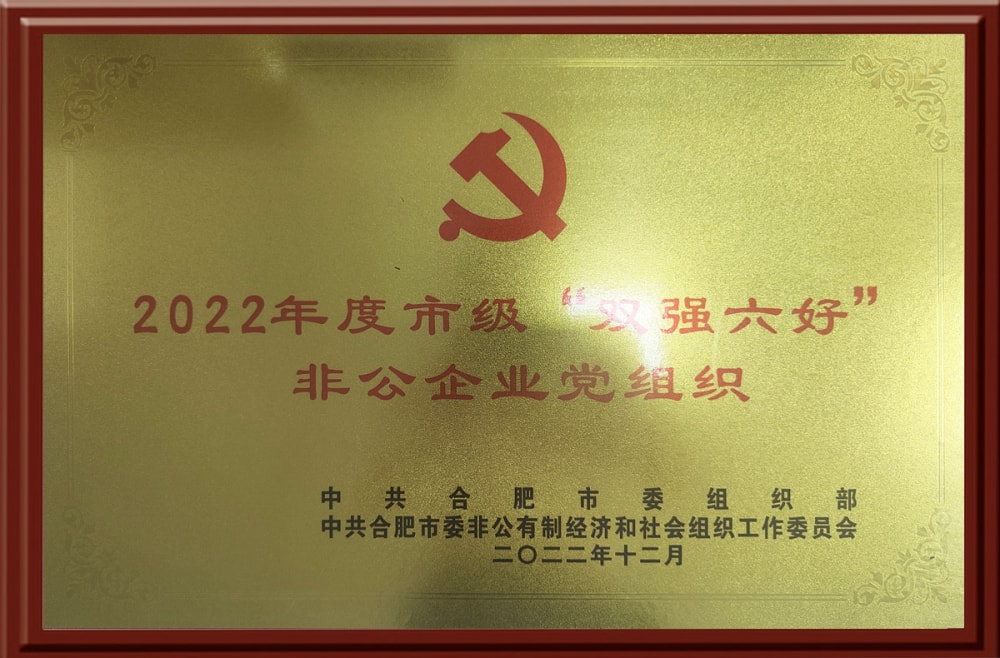 2022年度市级“双强六好”
非公企业党组织
中共合肥市委组织部
中共合肥市委非公有制经济和社会组织工作委员会
二〇二二年十二月